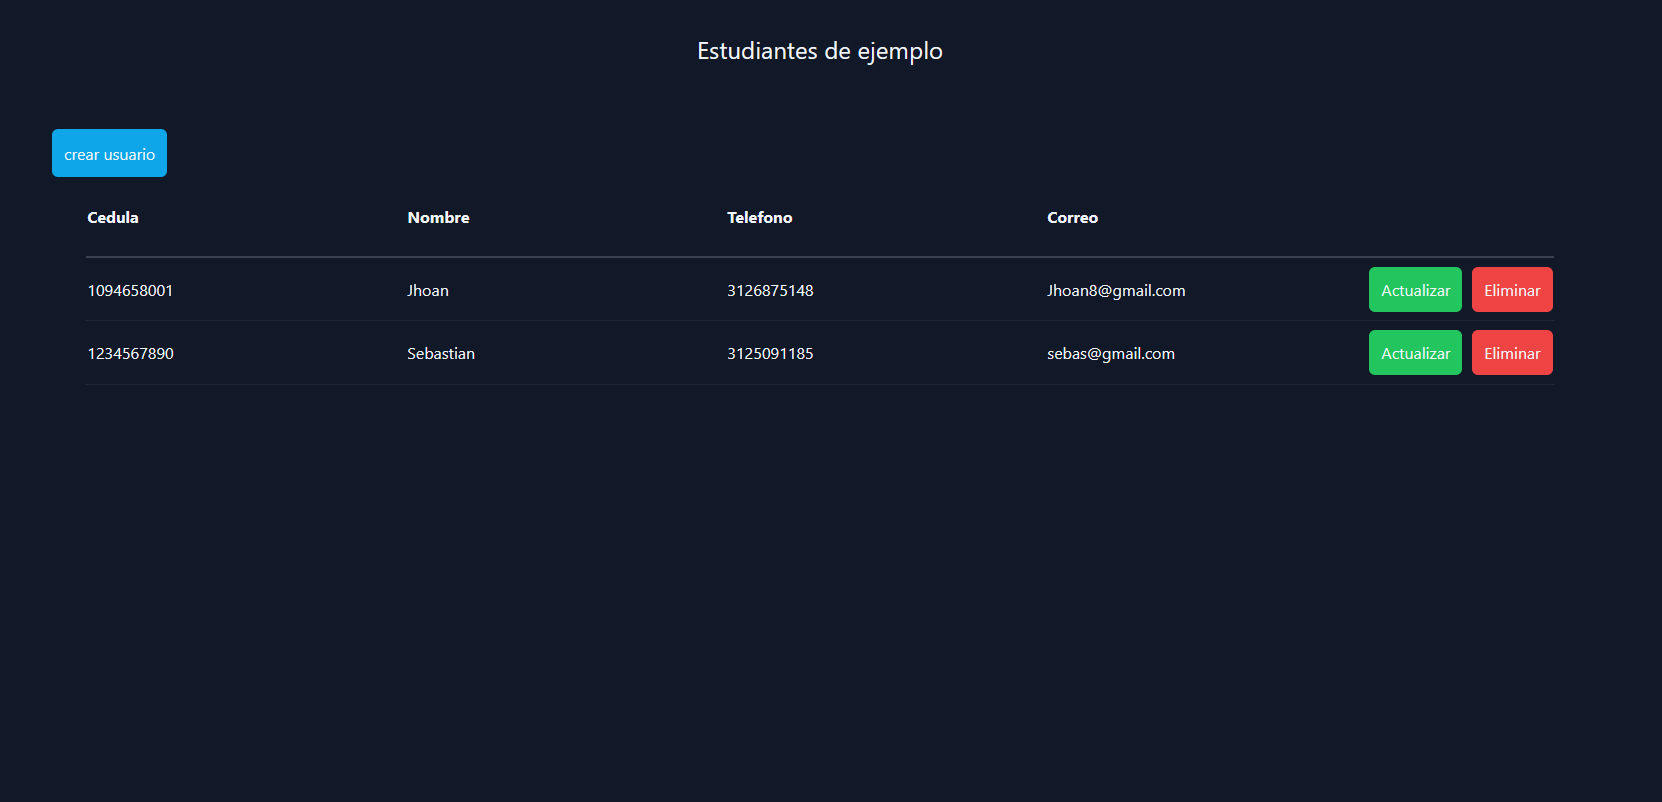 Estudiantes de ejemplo
crear usuario
Cedula Nombre Telefono Correo
1094658001 Jhoan 3126875148 Jhoan8@gmail.com Actualizar Eliminar
1234567890 Sebastian 3125091185 sebas@gmail.com Actualizar Eliminar